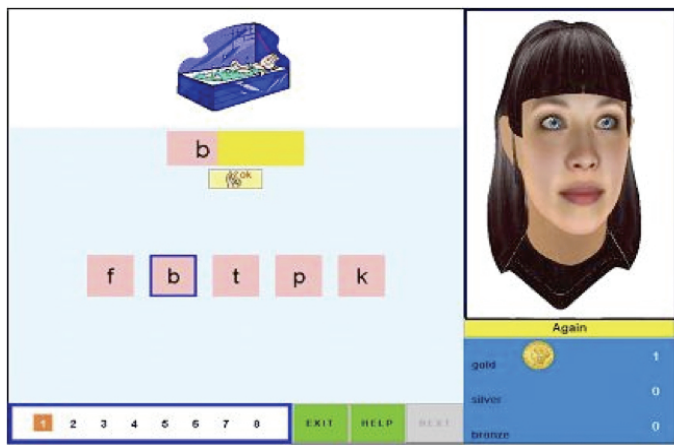 b
ok
f b t p k
Again
gold 1
silver 0
bronze 0
1 2 3 4 5 6 7 8 EXIT HELP NEXT